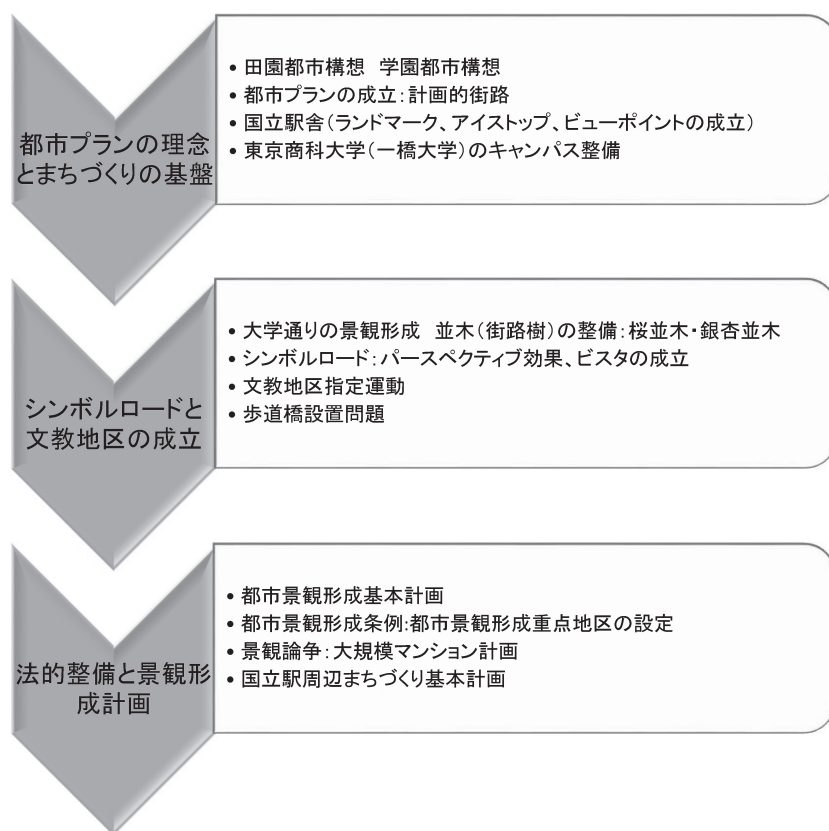 都市プランの理念
とまちづくりの基盤
• 田園都市構想 学園都市構想
• 都市プランの成立：計画的街路
• 国立駅舎（ランドマーク、アイストップ、ビューポイントの成立）
• 東京商科大学（一橋大学）のキャンパス整備
シンボルロードと
文教地区の成立
• 大学通りの景観形成 並木（街路樹）の整備：桜並木・銀杏並木
• シンボルロード：パースペクティブ効果、ビスタの成立
• 文教地区指定運動
• 歩道橋設置問題
法的整備と景観形
成計画
• 都市景観形成基本計画
• 都市景観形成条例:都市景観形成重点地区の設定
• 景観論争：大規模マンション計画
• 国立駅周辺まちづくり基本計画